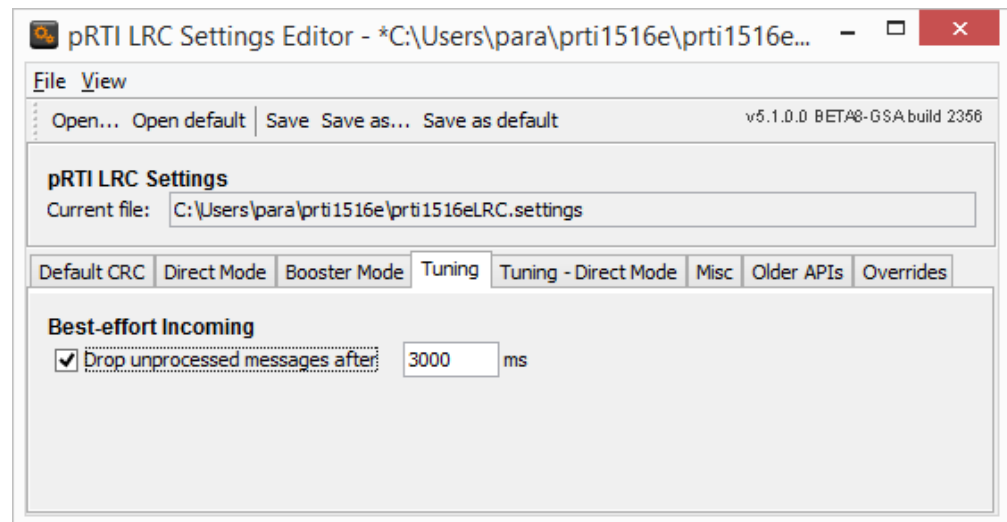 pRTI LRC Settings Editor - *C:\Users\para\prti1516e\prti1516e...
File View
Open... Open default Save Save as... Save as default v5.1.0.0 BETA8-GSA build 2356
pRTI LRC Settings
Current file: C:\Users\para\prti1516e\prti1516eLRC.settings
Default CRC Direct Mode Booster Mode Tuning Tuning - Direct Mode Misc Older APIs Overrides
Best-effort Incoming
Drop unprocessed messages after 3000 ms